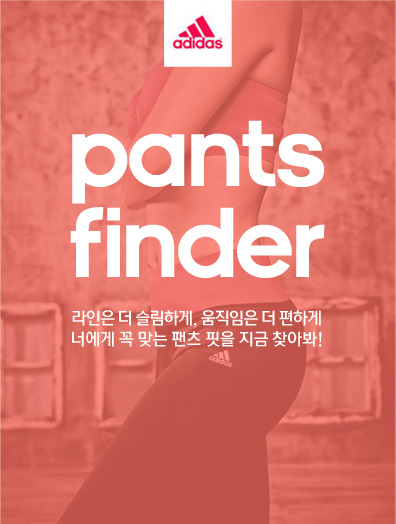 adidas
pants
finder
라인은 더 슬림하게, 움직임은 더 편하게
너에게 꼭 맞는 팬츠 핏을 지금 찾아봐!
adidas